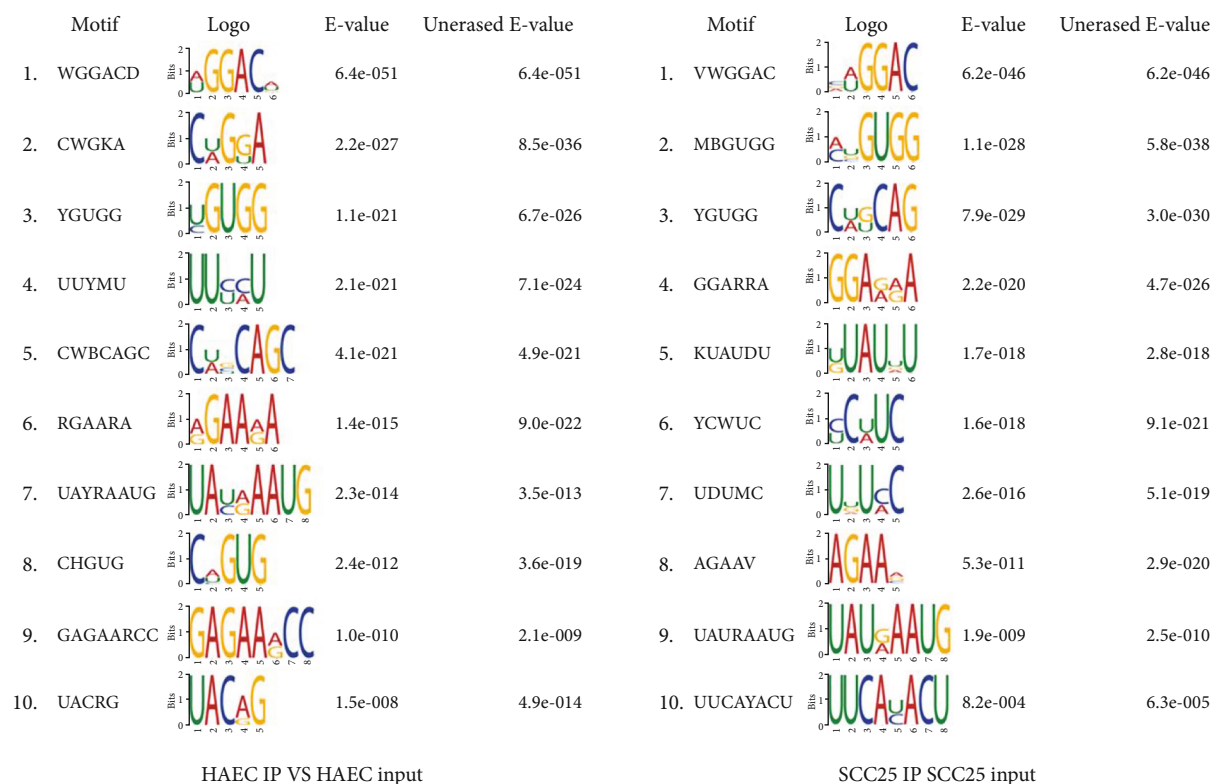 Motif Logo E-value Unerased E-value
1. WGGACD 6.4e-051 6.4e-051
2. CWGKA 2.2e-027 8.5e-036
3. YGUGG 1.1e-021 6.7e-026
4. UUYMU 2.1e-021 7.1e-024
5. CWBCAGC 4.1e-021 4.9e-021
6. RGAARA 1.4e-015 9.0e-022
7. UAYRAAUG 2.3e-014 3.5e-013
8. CHGUG 2.4e-012 3.6e-019
9. GAGAARCC 1.0e-010 2.1e-009
10. UACRG 1.5e-008 4.9e-014
HAEC IP VS HAEC input
Motif Logo E-value Unerased E-value
1. VWGGAC 6.2e-046 6.2e-046
2. MBGUGG 1.1e-028 5.8e-038
3. YGUGG 7.9e-029 3.0e-030
4. GGARRA 2.2e-020 4.7e-026
5. KUAUDU 1.7e-018 2.8e-018
6. YCWUC 1.6e-018 9.1e-021
7. UDUMC 2.6e-016 5.1e-019
8. AGAAV 5.3e-011 2.9e-020
9. UAURAAUG 1.9e-009 2.5e-010
10. UUCAYACU 8.2e-004 6.3e-005
SCC25 IP SCC25 input